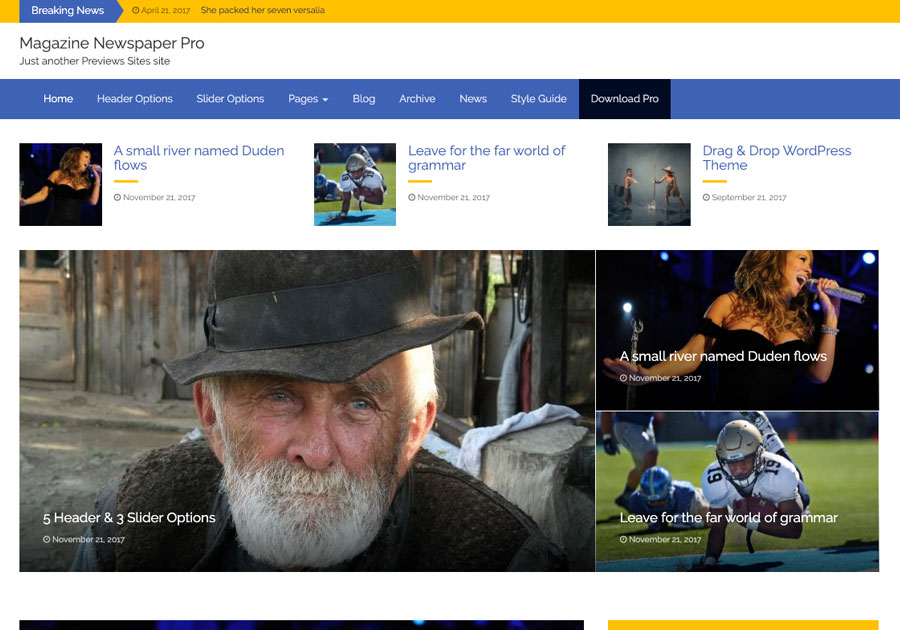 Breaking News
April 21, 2017 She packed her seven versalia
Magazine Newspaper Pro
Just another Previews Sites site
Home Header Options Slider Options Pages Blog Archive News Style Guide Download Pro
A small river named Duden
flows
November 21, 2017
Leave for the far world of
grammar
November 21, 2017
Drag & Drop WordPress
Theme
September 21, 2017
5 Header & 3 Slider Options
November 21, 2017
A small river named Duden flows
November 21, 2017
19
19
Leave for the far world of grammar
November 21, 2017